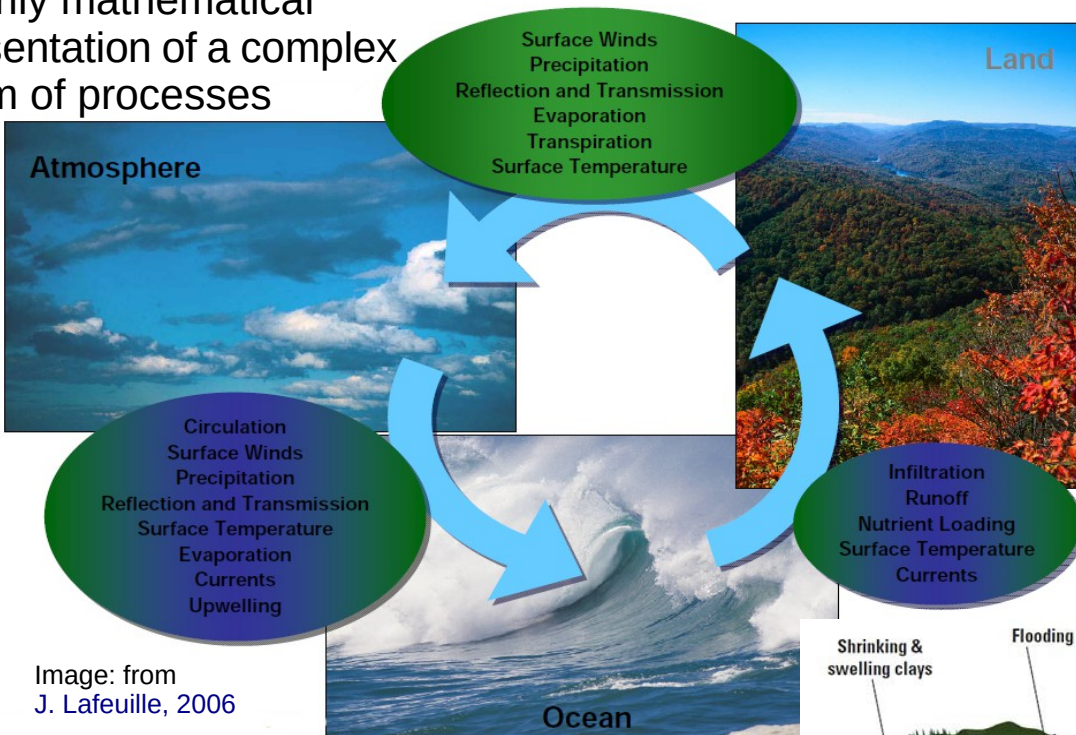 mathematical
sentation of a complex
of processes
Surface Winds
Precipitation
Reflection and Transmission
Evaporation
Transpiration
Surface Temperature
Land
Atmosphere
Circulation
Surface Winds
Precipitation
Reflection and Transmission
Surface Temperature
Evaporation
Currents
Upwelling
Infiltration
Runoff
Nutrient Loading
Surface Temperature
Currents
Image: from
J. Lafeuille, 2006
Ocean
Shrinking &
swelling clays
Flooding